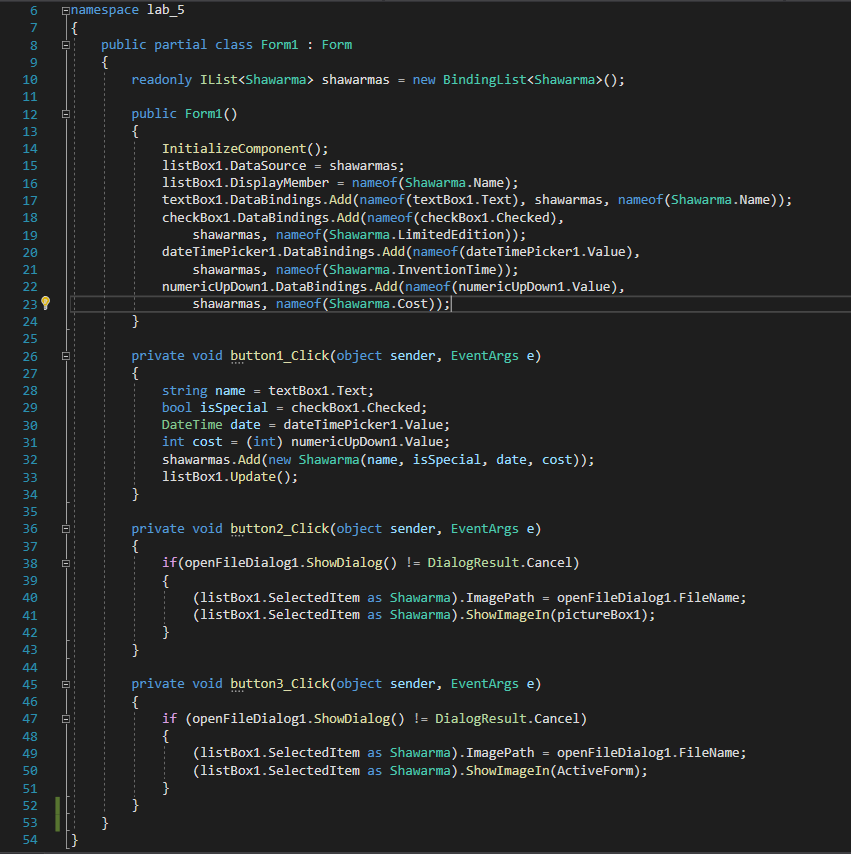 6 namespace lab_5
7 {
8     public partial class Form1 : Form
9     {
10         readonly IList<Shawarma> shawarmas = new BindingList<Shawarma>();
11
12         public Form1()
13         {
14             InitializeComponent();
15             listBox1.DataSource = shawarmas;
16             listBox1.DisplayMember = nameof(Shawarma.Name);
17             textBox1.DataBindings.Add(nameof(textBox1.Text), shawarmas, nameof(Shawarma.Name));
18             checkBox1.DataBindings.Add(nameof(checkBox1.Checked),
19                 shawarmas, nameof(Shawarma.LimitedEdition));
20             dateTimePicker1.DataBindings.Add(nameof(dateTimePicker1.Value),
21                 shawarmas, nameof(Shawarma.InventionTime));
22             numericUpDown1.DataBindings.Add(nameof(numericUpDown1.Value),
23                 shawarmas, nameof(Shawarma.Cost));
24         }
25
26         private void button1_Click(object sender, EventArgs e)
27         {
28             string name = textBox1.Text;
29             bool isSpecial = checkBox1.Checked;
30             DateTime date = dateTimePicker1.Value;
31             int cost = (int) numericUpDown1.Value;
32             shawarmas.Add(new Shawarma(name, isSpecial, date, cost));
33             listBox1.Update();
34         }
35
36         private void button2_Click(object sender, EventArgs e)
37         {
38             if(openFileDialog1.ShowDialog() != DialogResult.Cancel)
39             {
40                 (listBox1.SelectedItem as Shawarma).ImagePath = openFileDialog1.FileName;
41                 (listBox1.SelectedItem as Shawarma).ShowImageIn(pictureBox1);
42             }
43         }
44
45         private void button3_Click(object sender, EventArgs e)
46         {
47             if (openFileDialog1.ShowDialog() != DialogResult.Cancel)
48             {
49                 (listBox1.SelectedItem as Shawarma).ImagePath = openFileDialog1.FileName;
50                 (listBox1.SelectedItem as Shawarma).ShowImageIn(ActiveForm);
51             }
52         }
53     }
54 }